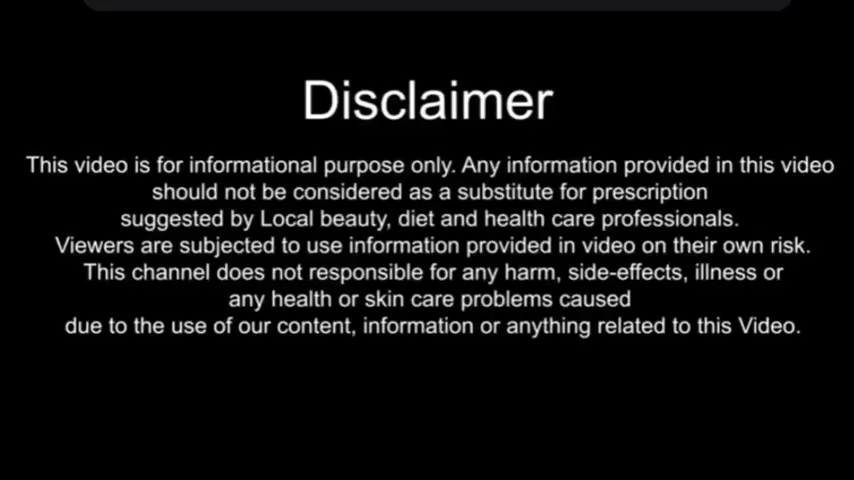 Disclaimer
This video is for informational purpose only. Any information provided in this video
should not be considered as a substitute for prescription
suggested by Local beauty, diet and health care professionals.
Viewers are subjected to use information provided in video on their own risk.
This channel does not responsible for any harm, side-effects, illness or
any health or skin care problems caused
due to the use of our content, information or anything related to this Video.